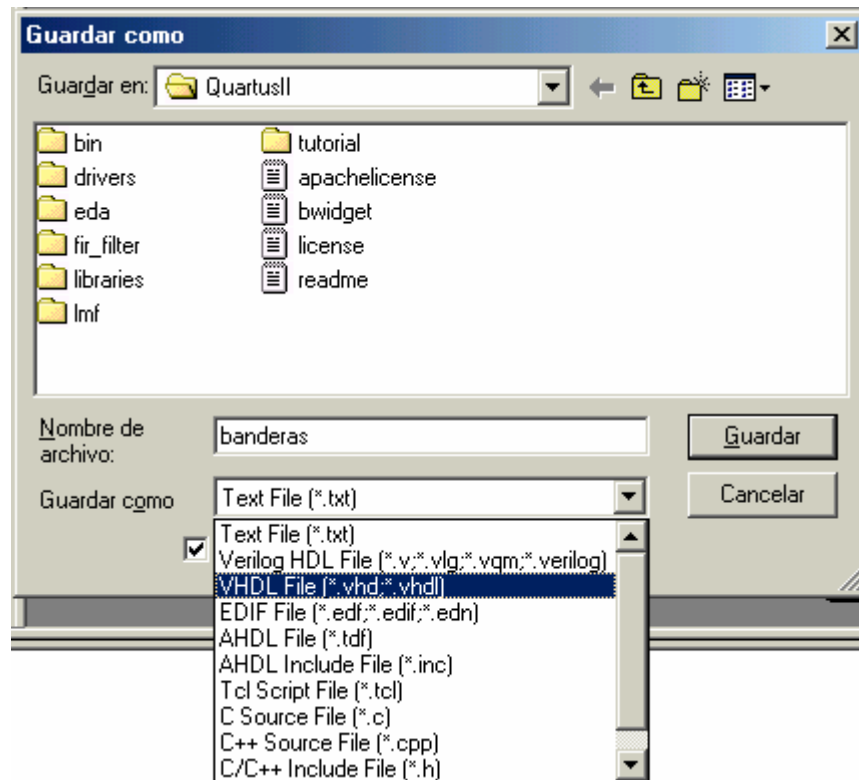 Guardar como
Guardar en: QuartusII
bin
drivers
eda
fir_filter
libraries
lmf
tutorial
apachelicense
bwidget
license
readme
Nombre de
archivo:
banderas
Guardar
Guardar como
Text File (*.txt)
Cancelar
Text File (*.txt)
Verilog HDL File (*.v;*.vlg;*.vqm;*.verilog)
VHDL File (*.vhd;*.vhdl)
EDIF File (*.edf;*.edif;*.edn)
AHDL File (*.tdf)
AHDL Include File (*.inc)
Tcl Script File (*.tcl)
C Source File (*.c)
C++ Source File (*.cpp)
C/C++ Include File (*.h)